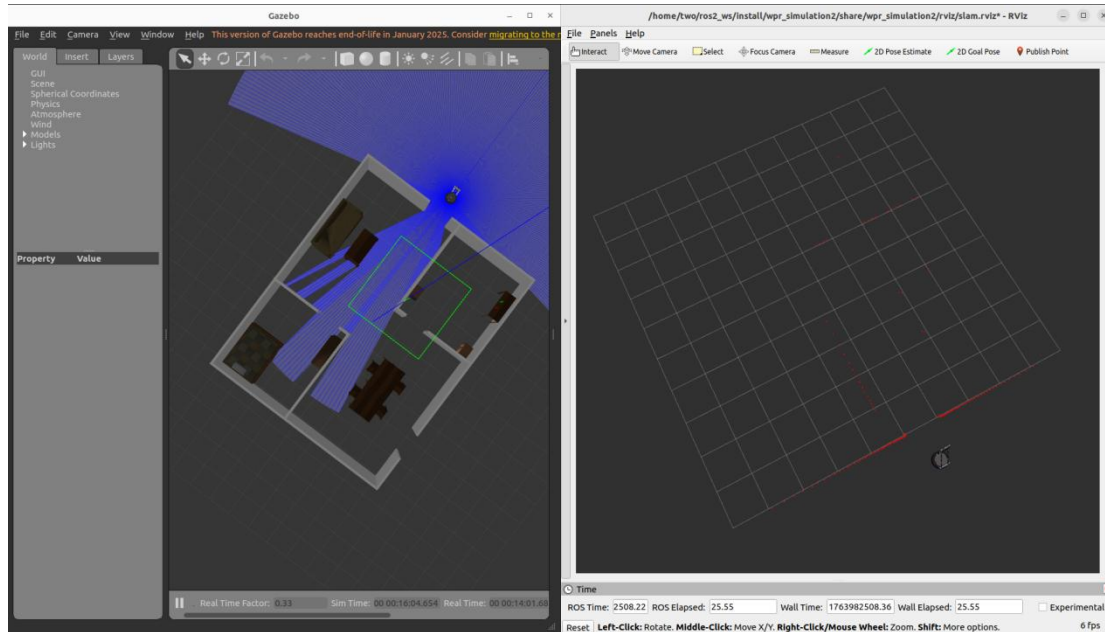 Gazebo
File Edit Camera View Window Help This version of Gazebo reaches end-of-life in January 2025. Consider migrating to the n
World Insert Layers
GUI
Scene
Spherical Coordinates
Physics
Atmosphere
Wind
Models
Lights
Property Value
Real Time Factor: 0.33 Sim Time: 00 00:16:04.654 Real Time: 00 00:14:01.68
/home/two/ros2_ws/install/wpr_simulation2/share/wpr_simulation2/rviz/slam.rviz* - RViz
File Panels Help
Interact Move Camera Select Focus Camera Measure 2D Pose Estimate 2D Goal Pose Publish Point
Time
ROS Time: 2508.22 ROS Elapsed: 25.55 Wall Time: 1763982508.36 Wall Elapsed: 25.55 Experimental
Reset Left-Click: Rotate. Middle-Click: Move X/Y. Right-Click/Mouse Wheel: Zoom. Shift: More options. 6 fps